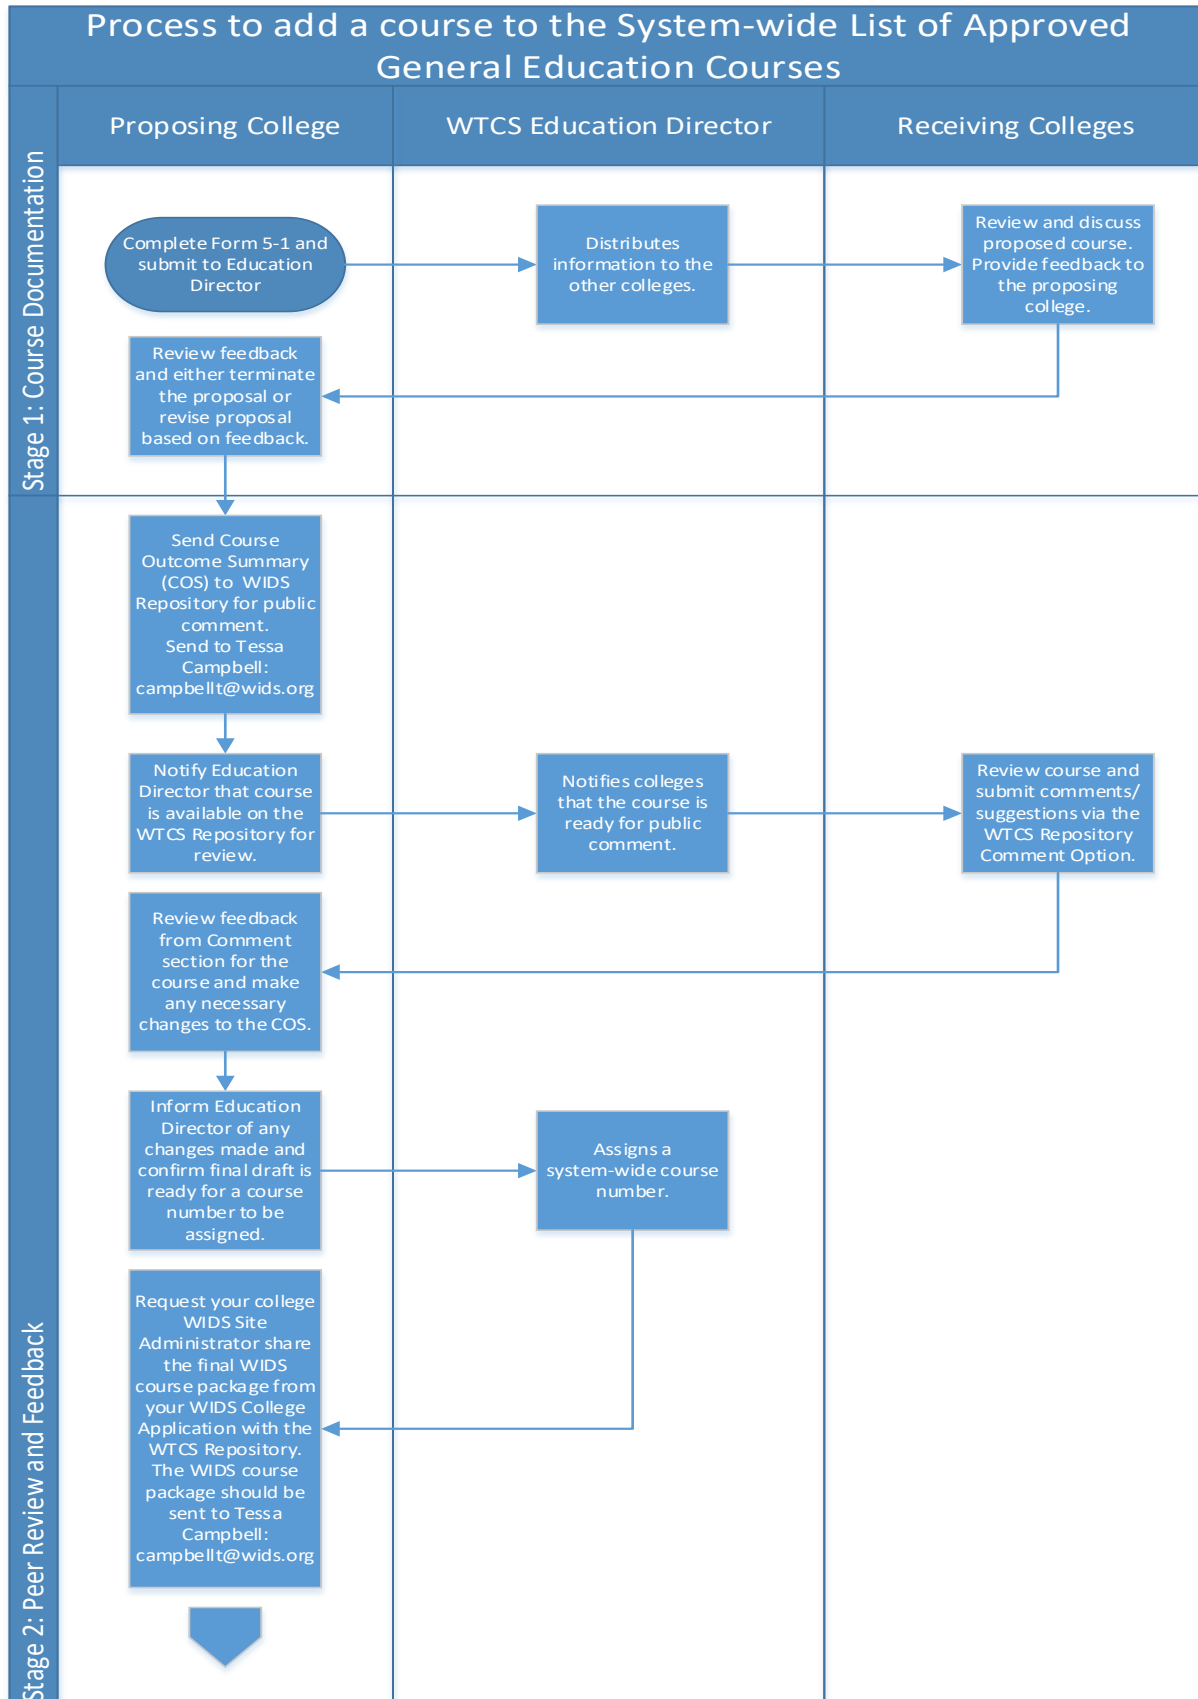 Process to add a course to the System-wide List of Approved
General Education Courses
Proposing College
WTCS Education Director
Receiving Colleges
Stage 1: Course Documentation
Complete Form 5-1 and
submit to Education
Director
Distributes
information to the
other colleges.
Review and discuss
proposed course.
Provide feedback to
the proposing
college.
Review feedback
and either terminate
the proposal or
revise proposal
based on feedback.
Stage 2: Peer Review and Feedback
Send Course
Outcome Summary
(COS) to WIDS
Repository for public
comment.
Send to Tessa
Campbell:
campbellt@wids.org
Notify Education
Director that course
is available on the
WTCS Repository for
review.
Notifies colleges
that the course is
ready for public
comment.
Review course and
submit comments/
suggestions via the
WTCS Repository
Comment Option.
Review feedback
from Comment
section for the
course and make
any necessary
changes to the COS.
Inform Education
Director of any
changes made and
confirm final draft is
ready for a course
number to be
assigned.
Assigns a
system-wide course
number.
Request your college
WIDS Site
Administrator share
the final WIDS
course package from
your WIDS College
Application with the
WTCS Repository.
The WIDS course
package should be
sent to Tessa
Campbell:
campbellt@wids.org